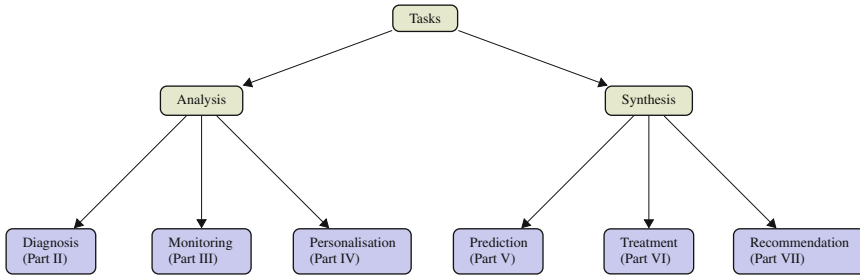 Tasks
Analysis
Synthesis
Diagnosis
(Part II)
Monitoring
(Part III)
Personalisation
(Part IV)
Prediction
(Part V)
Treatment
(Part VI)
Recommendation
(Part VII)